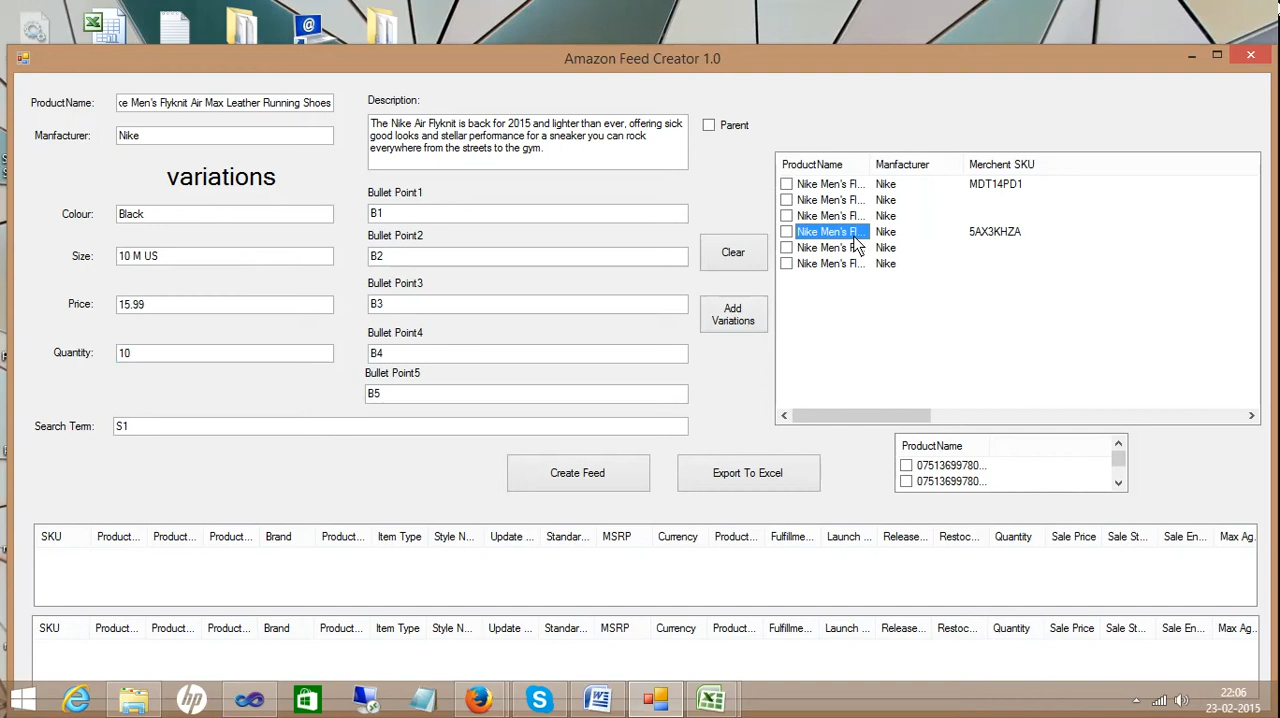 Amazon Feed Creator 1.0
ProductName:
ke Men's Flyknit Air Max Leather Running Shoes
Manfacturer:
Nike
variations
Colour:
Black
Size:
10 M US
Price:
15.99
Quantity:
10
Search Term:
S1
Description:
The Nike Air Flyknit is back for 2015 and lighter than ever, offering sick
good looks and stellar performance for a sneaker you can rock
everywhere from the streets to the gym.
Bullet Point1
B1
Bullet Point2
B2
Bullet Point3
B3
Bullet Point4
B4
Bullet Point5
B5
Parent
Clear
Add
Variations
ProductName Manfacturer Merchent SKU
Nike Men's Fl... Nike MDT14PD1
Nike Men's Fl... Nike
Nike Men's Fl... Nike
Nike Men's Fl... Nike 5AX3KHZA
Nike Men's Fl... Nike
Nike Men's Fl... Nike
Create Feed
Export To Excel
ProductName
07513699780...
07513699780...
SKU Product... Product... Product... Brand Product... Item Type Style N... Update ... Standar... MSRP Currency Product... Fulfillme... Launch ... Release... Restoc... Quantity Sale Price Sale St... Sale En... Max Ag.
SKU Product... Product... Product... Brand Product... Item Type Style N... Update ... Standar... MSRP Currency Product... Fulfillme... Launch ... Release... Restoc... Quantity Sale Price Sale St... Sale En... Max Ag..
22:06
23-02-2015